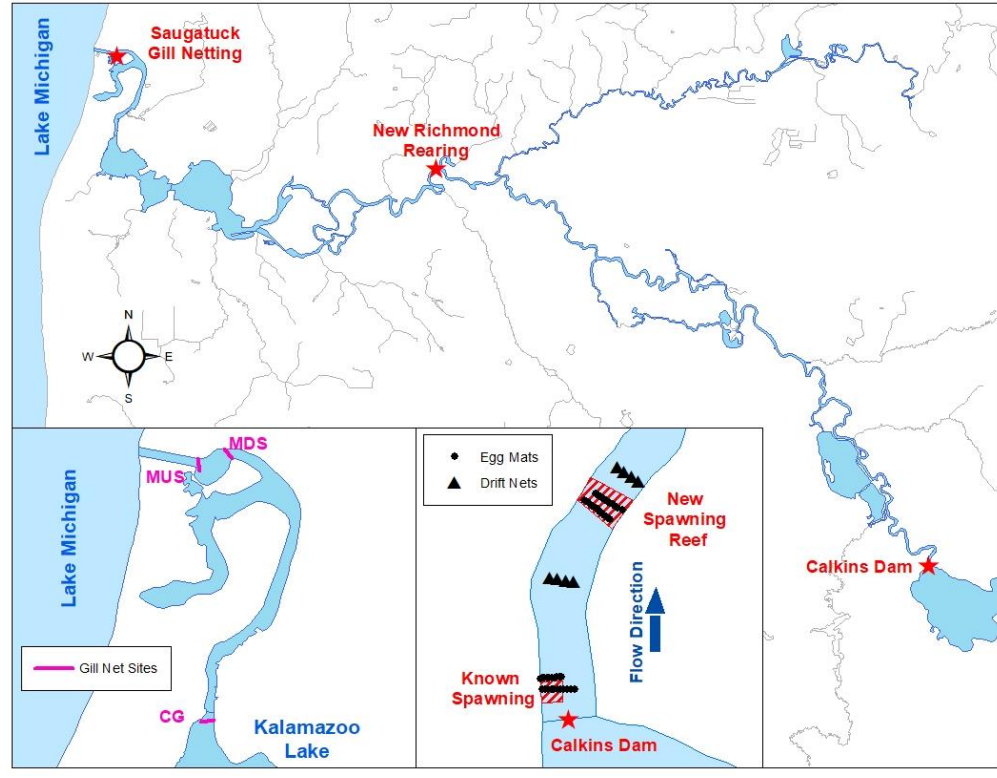 Lake Michigan
Saugatuck
Gill Netting
New Richmond
Rearing
N
W
E
S
Calkins Dam
Lake Michigan
MDS
MUS
Gill Net Sites
CG
Kalamazoo
Lake
Egg Mats
Drift Nets
New
Spawning
Reef
Flow Direction
Known
Spawning
Calkins Dam